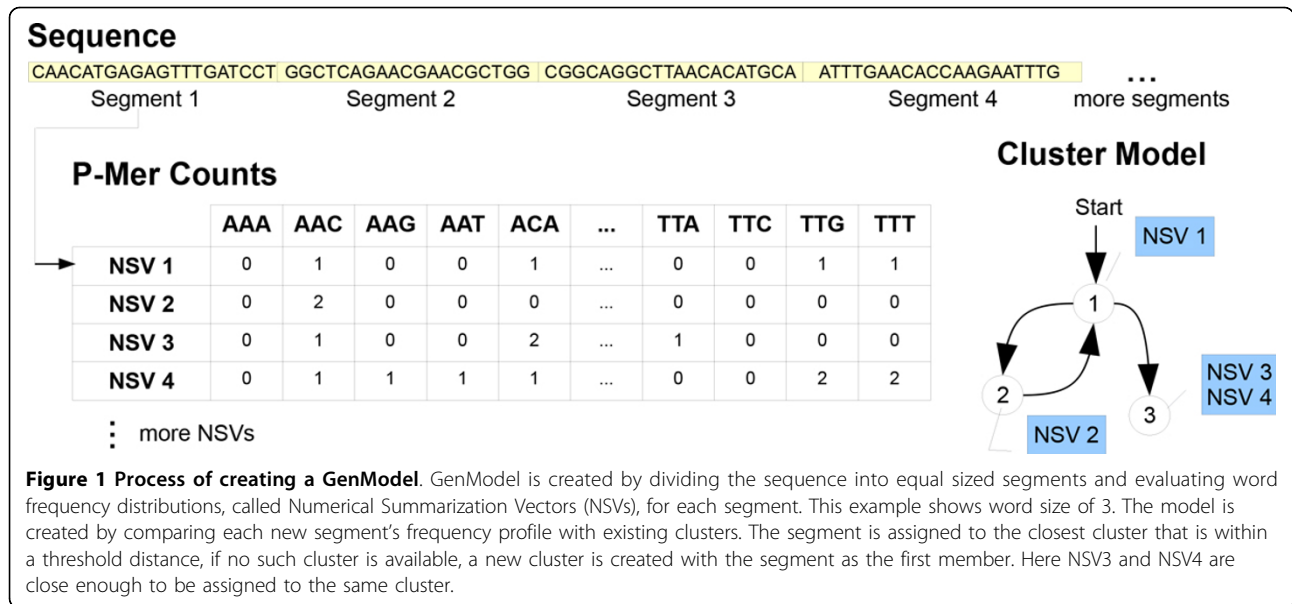 Sequence
CAACATGAGAGTTTGATCCT GGCTCAGAACGAACGCTGG CGGCAGGCTTAACACATGCA ATTTGAACACCAAGAATTTG ...
Segment 1 Segment 2 Segment 3 Segment 4 more segments
P-Mer Counts
AAA AAC AAG AAT ACA ... TTA TTC TTG TTT
NSV 1 0 1 0 0 1 ... 0 0 1 1
NSV 2 0 2 0 0 0 ... 0 0 0 0
NSV 3 0 1 0 0 2 ... 1 0 0 0
NSV 4 0 1 1 1 1 ... 0 0 2 2
⋮ more NSVs
Cluster Model
Start
NSV 1
1
2
3
NSV 3
NSV 4
NSV 2
Figure 1 Process of creating a GenModel. GenModel is created by dividing the sequence into equal sized segments and evaluating word
frequency distributions, called Numerical Summarization Vectors (NSVs), for each segment. This example shows word size of 3. The model is
created by comparing each new segment's frequency profile with existing clusters. The segment is assigned to the closest cluster that is within
a threshold distance, if no such cluster is available, a new cluster is created with the segment as the first member. Here NSV3 and NSV4 are
close enough to be assigned to the same cluster.